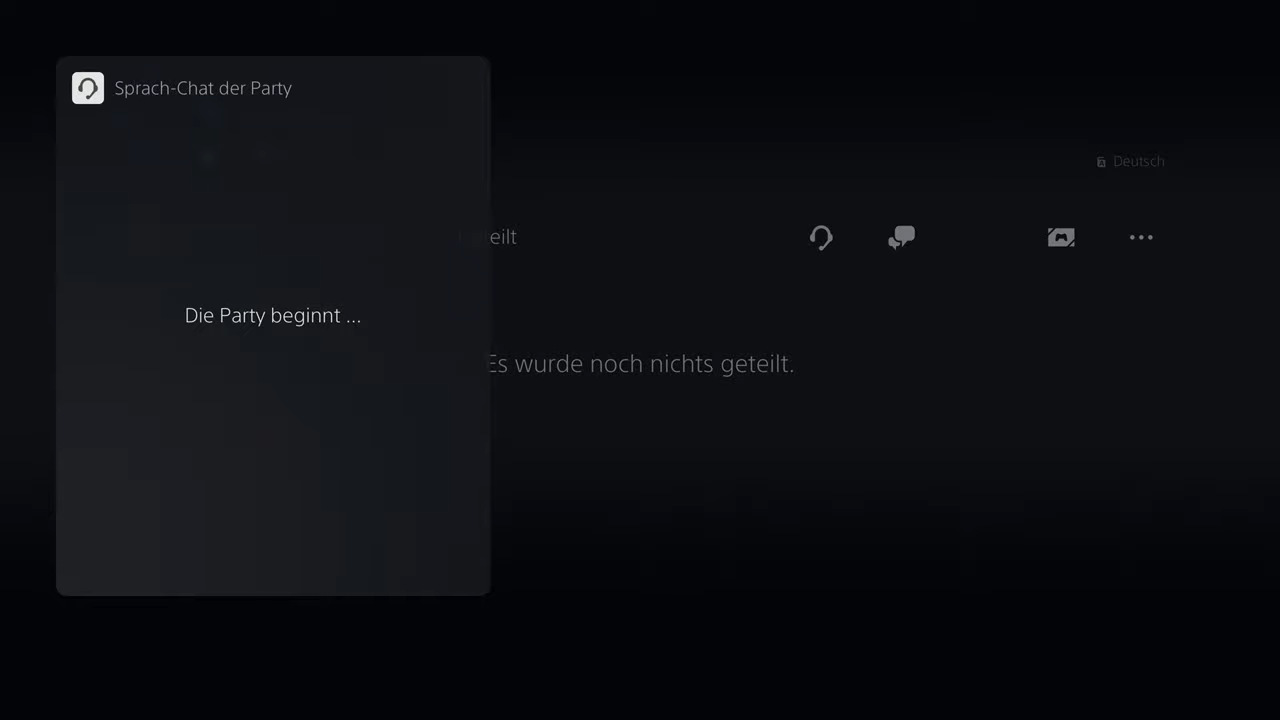 Sprach-Chat der Party
Deutsch
Die Party beginnt ...
Es wurde noch nichts geteilt.